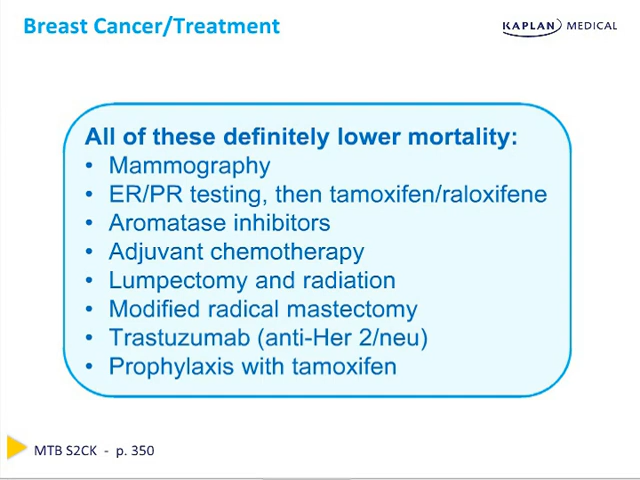 Breast Cancer/Treatment
KAPLAN MEDICAL
All of these definitely lower mortality:
• Mammography
• ER/PR testing, then tamoxifen/raloxifene
• Aromatase inhibitors
• Adjuvant chemotherapy
• Lumpectomy and radiation
• Modified radical mastectomy
• Trastuzumab (anti-Her 2/neu)
• Prophylaxis with tamoxifen
MTB S2CK - p. 350